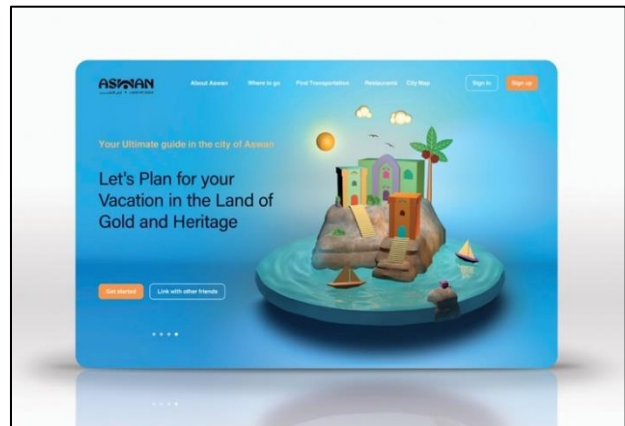 ASWAN
About Aswan
Where to go
Find Transportation
Restaurants
City Map
Sign in
Sign up
Your Ultimate guide in the city of Aswan
Let's Plan for your
Vacation in the Land of
Gold and Heritage
Get started
Link with other friends